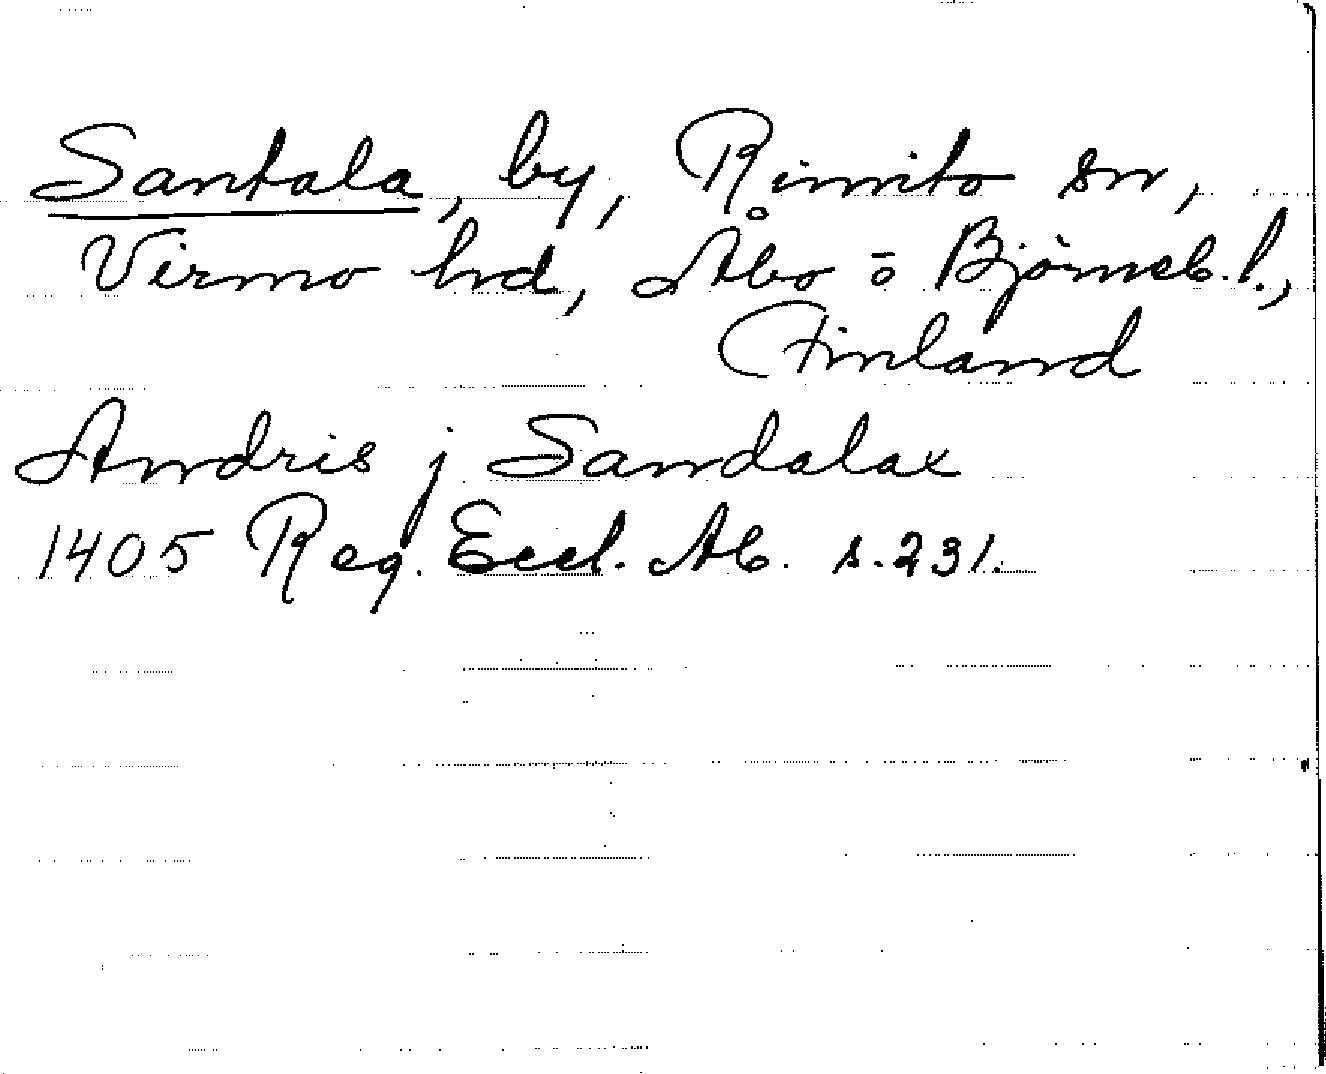 Santala, by, Rimito sn,
Virmo hd, Åbo o Björneb. l.,
Finland
Andris j Sandalax
1405 Reg. Eccl. Ab. s. 231.